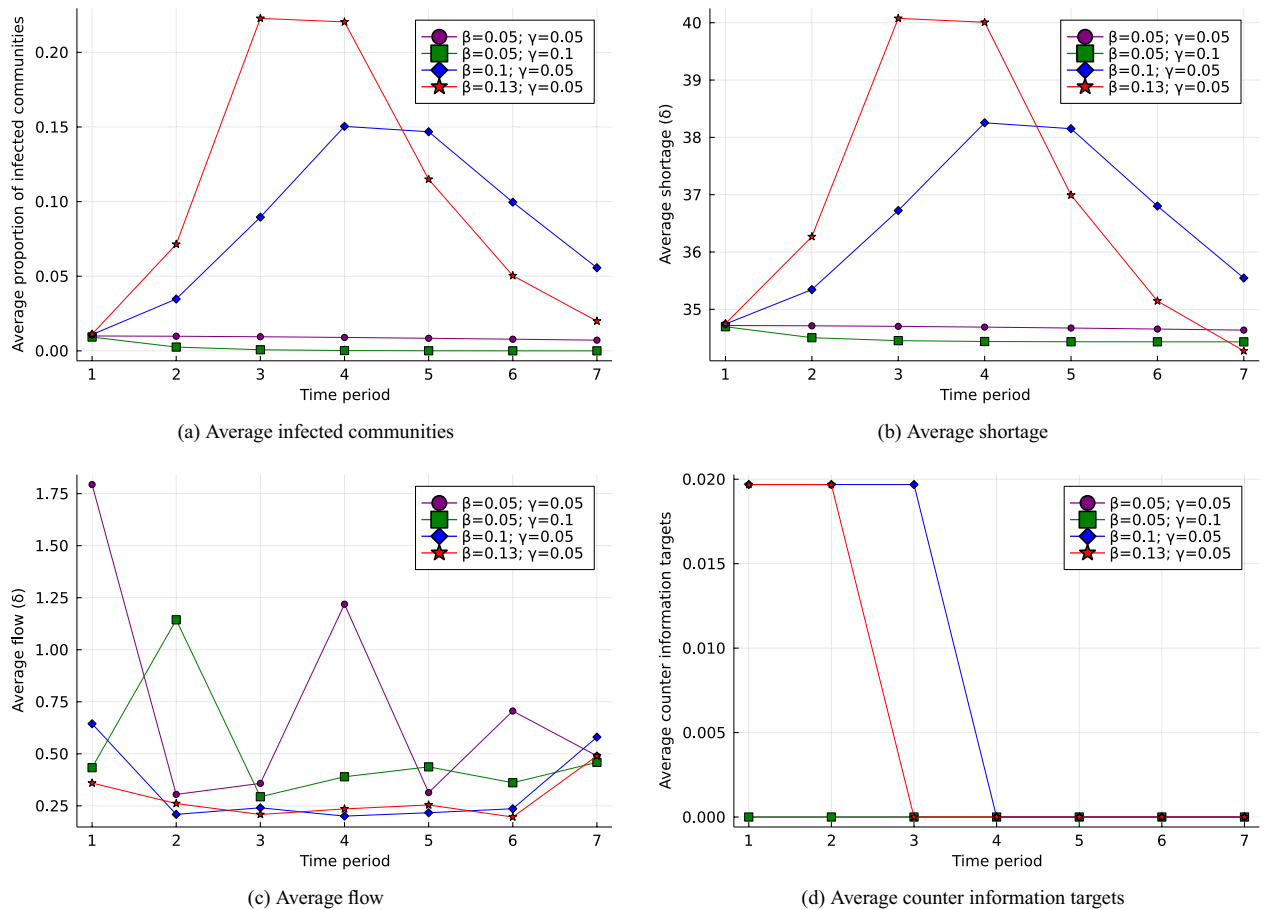 Average proportion of infected communities
0.20
0.15
0.10
0.05
0.00
1 2 3 4 5 6 7
Time period
β=0.05; γ=0.05
β=0.05; γ=0.1
β=0.1; γ=0.05
β=0.13; γ=0.05
(a) Average infected communities
Average shortage (δ)
40
39
38
37
36
35
1 2 3 4 5 6 7
Time period
β=0.05; γ=0.05
β=0.05; γ=0.1
β=0.1; γ=0.05
β=0.13; γ=0.05
(b) Average shortage
Average flow (δ)
1.75
1.50
1.25
1.00
0.75
0.50
0.25
1 2 3 4 5 6 7
Time period
β=0.05; γ=0.05
β=0.05; γ=0.1
β=0.1; γ=0.05
β=0.13; γ=0.05
(c) Average flow
Average counter information targets
0.020
0.015
0.010
0.005
0.000
1 2 3 4 5 6 7
Time period
β=0.05; γ=0.05
β=0.05; γ=0.1
β=0.1; γ=0.05
β=0.13; γ=0.05
(d) Average counter information targets